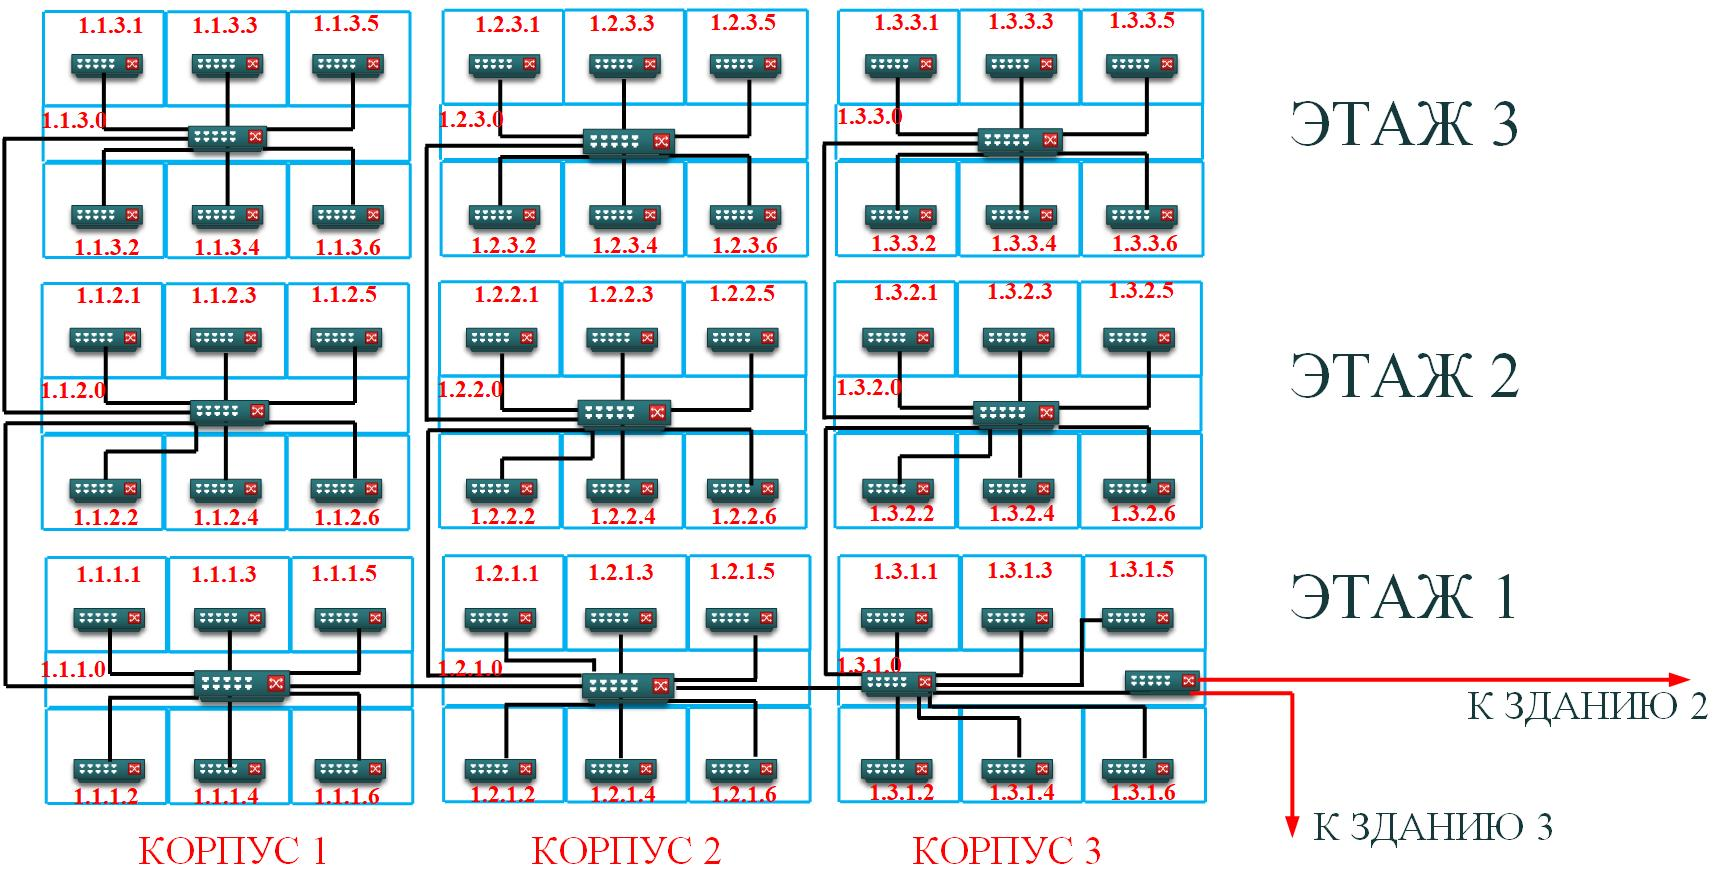 1.1.3.1 1.1.3.3 1.1.3.5 1.2.3.1 1.2.3.3 1.2.3.5 1.3.3.1 1.3.3.3 1.3.3.5
1.1.3.0 1.2.3.0 1.3.3.0 ЭТАЖ 3
1.1.3.2 1.1.3.4 1.1.3.6 1.2.3.2 1.2.3.4 1.2.3.6 1.3.3.2 1.3.3.4 1.3.3.6
1.1.2.1 1.1.2.3 1.1.2.5 1.2.2.1 1.2.2.3 1.2.2.5 1.3.2.1 1.3.2.3 1.3.2.5
1.1.2.0 1.2.2.0 1.3.2.0 ЭТАЖ 2
1.1.2.2 1.1.2.4 1.1.2.6 1.2.2.2 1.2.2.4 1.2.2.6 1.3.2.2 1.3.2.4 1.3.2.6
1.1.1.1 1.1.1.3 1.1.1.5 1.2.1.1 1.2.1.3 1.2.1.5 1.3.1.1 1.3.1.3 1.3.1.5
ЭТАЖ 1
1.1.1.0 1.2.1.0 1.3.1.0
К ЗДАНИЮ 2
1.1.1.2 1.1.1.4 1.1.1.6 1.2.1.2 1.2.1.4 1.2.1.6 1.3.1.2 1.3.1.4 1.3.1.6
К ЗДАНИЮ 3
КОРПУС 1 КОРПУС 2 КОРПУС 3